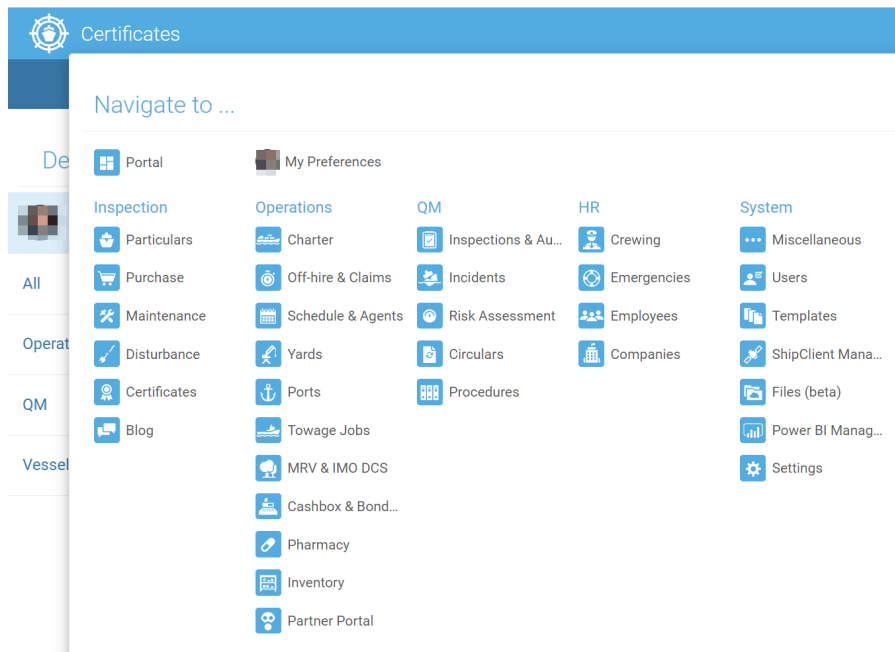 Certificates
Navigate to ...
De
All
Operat
QM
Vessel
Portal
My Preferences
Inspection
Particulars
Purchase
Maintenance
Disturbance
Certificates
Blog
Operations
Charter
Off-hire & Claims
Schedule & Agents
Yards
Ports
Towage Jobs
MRV & IMO DCS
Cashbox & Bond...
Pharmacy
Inventory
Partner Portal
QM
Inspections & Au...
Incidents
Risk Assessment
Circulars
Procedures
HR
Crewing
Emergencies
Employees
Companies
System
Miscellaneous
Users
Templates
ShipClient Mana...
Files (beta)
Power BI Manag...
Settings